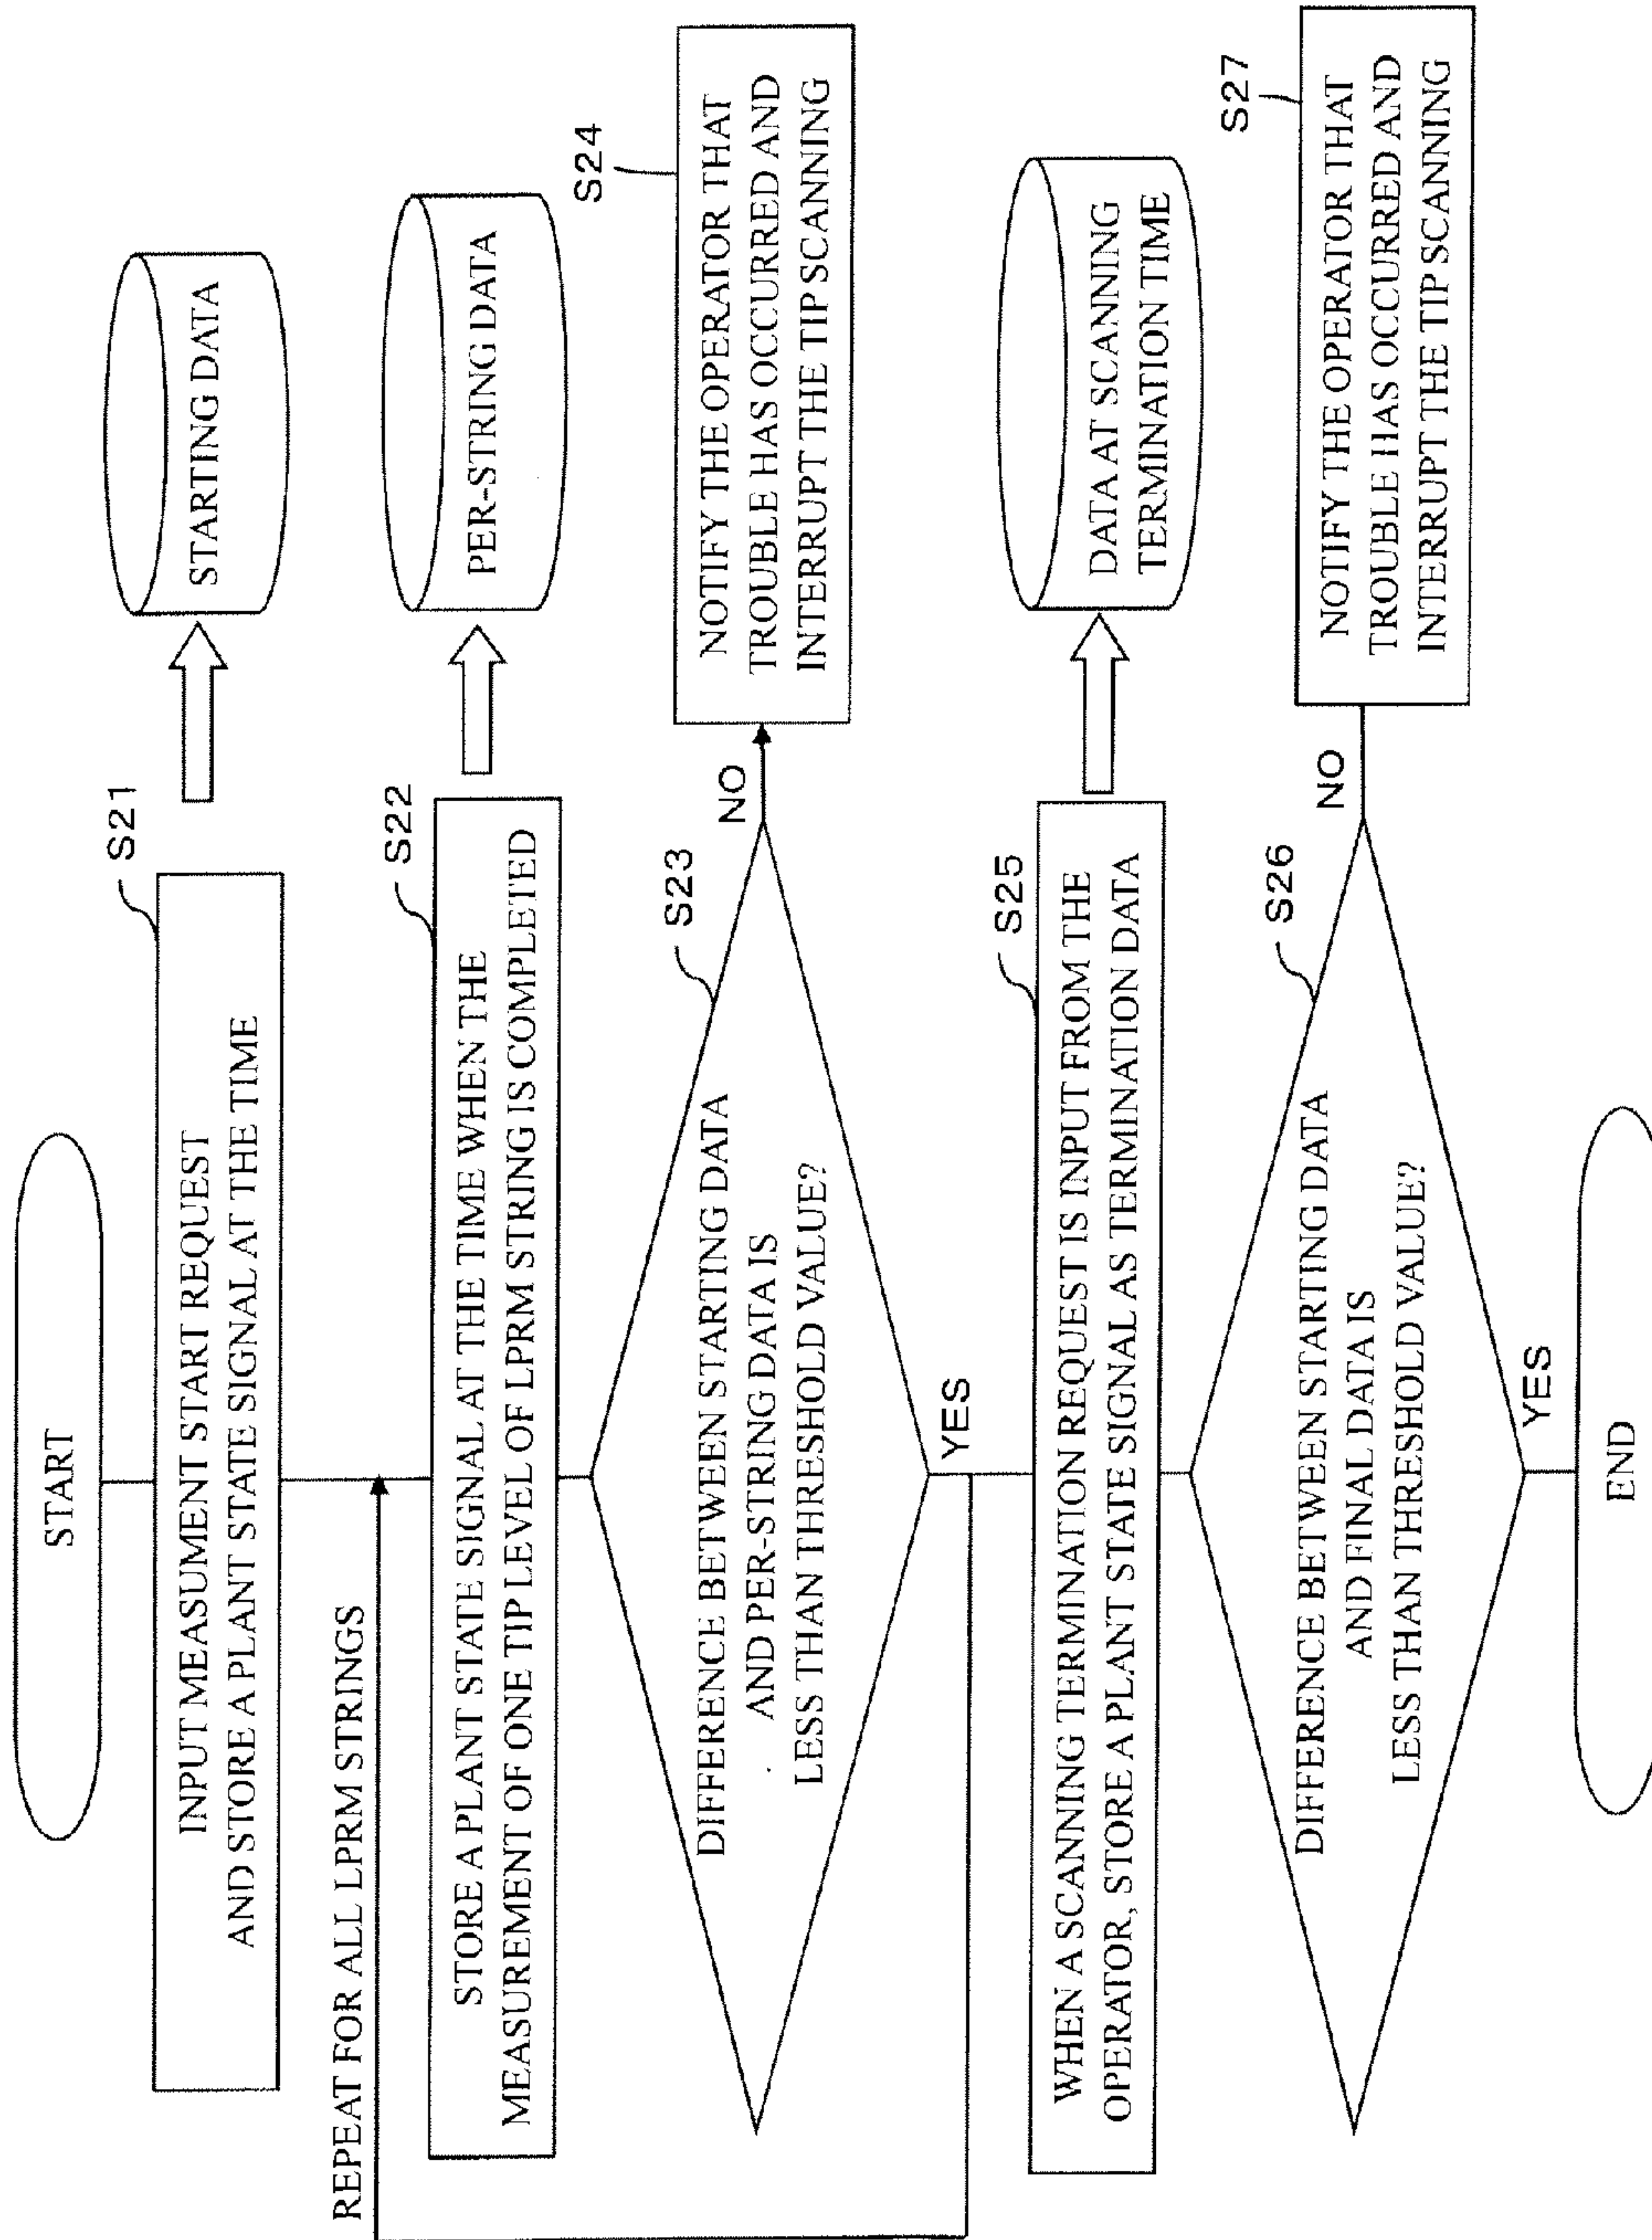 START
S21
INPUT MEASUMENT START REQUEST
AND STORE A PLANT STATE SIGNAL AT THE TIME
STARTING DATA
REPEAT FOR ALL LPRM STRINGS
S22
STORE A PLANT STATE SIGNAL AT THE TIME WHEN THE
MEASUREMENT OF ONE TIP LEVEL OF LPRM STRING IS COMPLETED
PER-STRING DATA
S23
DIFFERENCE BETWEEN STARTING DATA
AND PER-STRING DATA IS
LESS THAN THRESHOLD VALUE?
NO
S24
NOTIFY THE OPERATOR THAT
TROUBLE HAS OCCURRED AND
INTERRUPT THE TIP SCANNING
YES
S25
WHEN A SCANNING TERMINATION REQUEST IS INPUT FROM THE
OPERATOR, STORE A PLANT STATE SIGNAL AS TERMINATION DATA
DATA AT SCANNING
TERMINATION TIME
S26
DIFFERENCE BETWEEN STARTING DATA
AND FINAL DATA IS
LESS THAN THRESHOLD VALUE?
NO
S27
NOTIFY THE OPERATOR THAT
TROUBLE HAS OCCURRED AND
INTERRUPT THE TIP SCANNING
YES
END